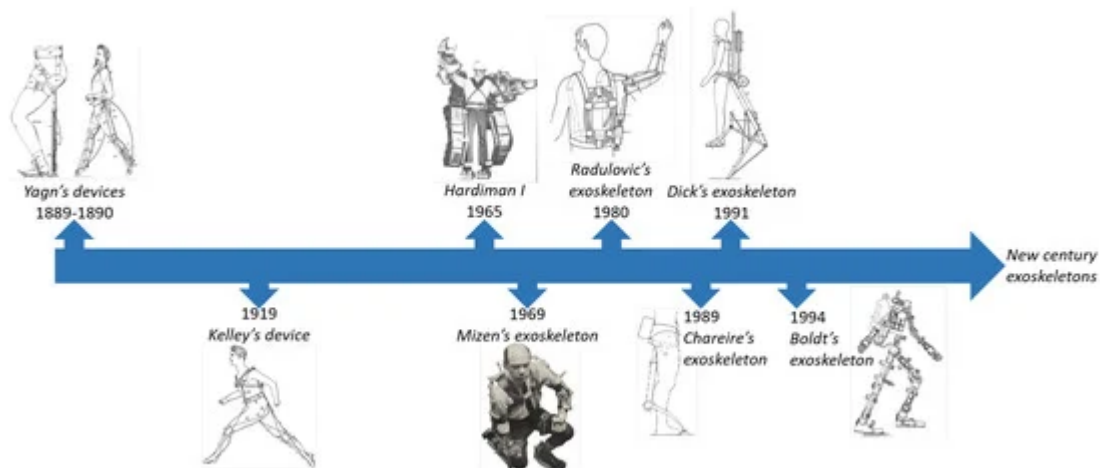 Yagn's devices
1889-1890
Hardiman I
1965
Radulovic's
exoskeleton
1980
Dick's exoskeleton
1991
New century
exoskeletons
1919
Kelley's device
1969
Mizen's exoskeleton
1989
Chareire's
exoskeleton
1994
Boldt's
exoskeleton